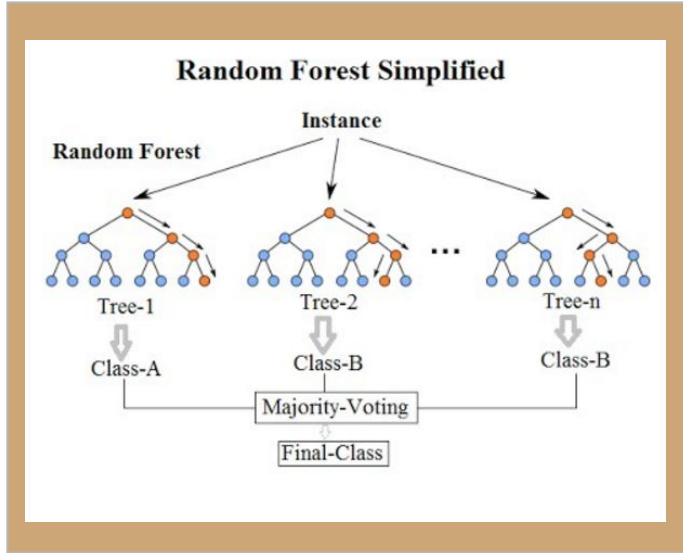 Random Forest Simplified
Instance
Random Forest
...
Tree-1
Tree-2
Tree-n
Class-A
Class-B
Class-B
Majority-Voting
Final-Class